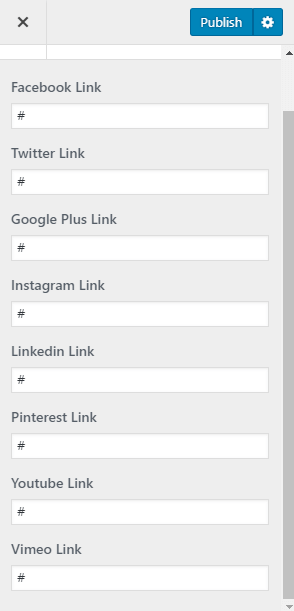 Publish
Facebook Link
#
Twitter Link
#
Google Plus Link
#
Instagram Link
#
Linkedin Link
#
Pinterest Link
#
Youtube Link
#
Vimeo Link
#